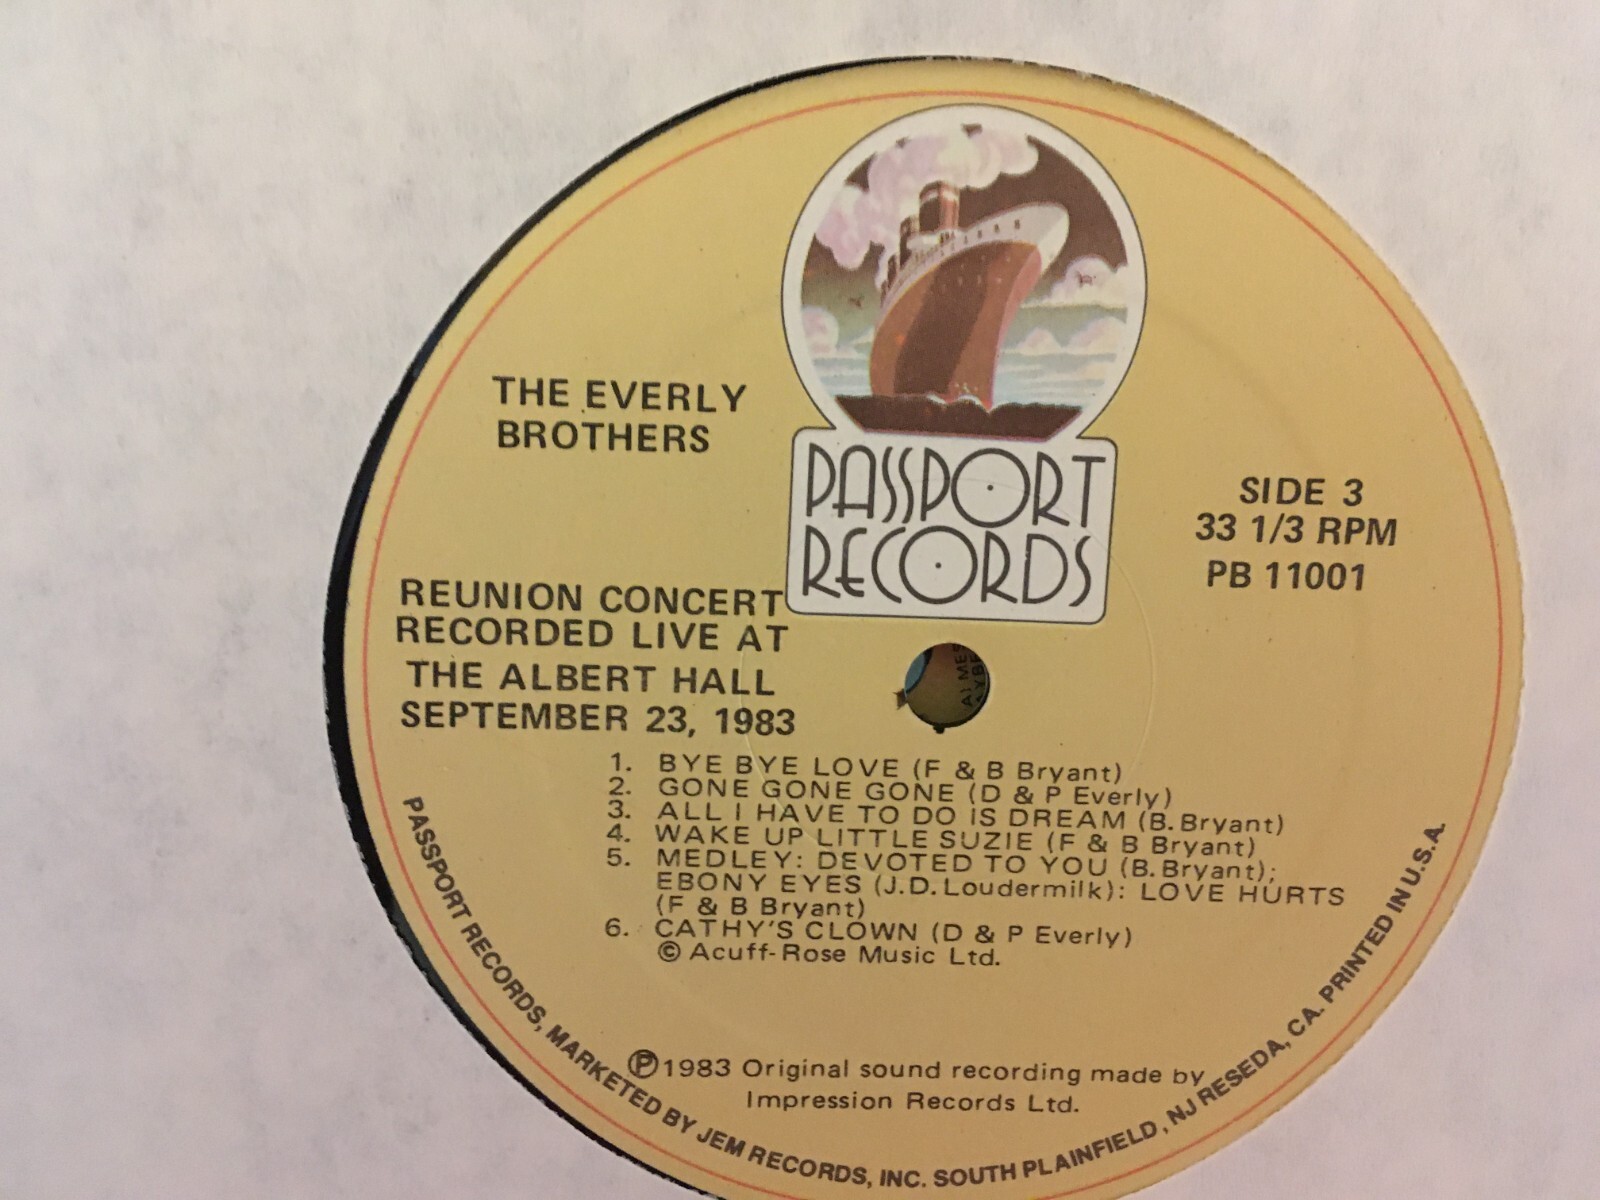 THE EVERLY
BROTHERS
PASSPORT
RECORDS
SIDE 3
33 1/3 RPM
PB 11001
REUNION CONCERT
RECORDED LIVE AT
THE ALBERT HALL
SEPTEMBER 23, 1983
1. BYE BYE LOVE (F & B Bryant)
2. GONE GONE GONE (D & P Everly)
3. ALL I HAVE TO DO IS DREAM (B. Bryant)
4. WAKE UP LITTLE SUZIE (F & B Bryant)
5. MEDLEY: DEVOTED TO YOU (B. Bryant);
EBONY EYES (J.D. Loudermilk): LOVE HURTS
(F & B Bryant)
6. CATHY'S CLOWN (D & P Everly)
© Acuff-Rose Music Ltd.
℗ 1983 Original sound recording made by
Impression Records Ltd.
PASSPORT RECORDS, MARKETED BY JEM RECORDS, INC. SOUTH PLAINFIELD, NJ RESEDA, CA. PRINTED IN U.S.A.